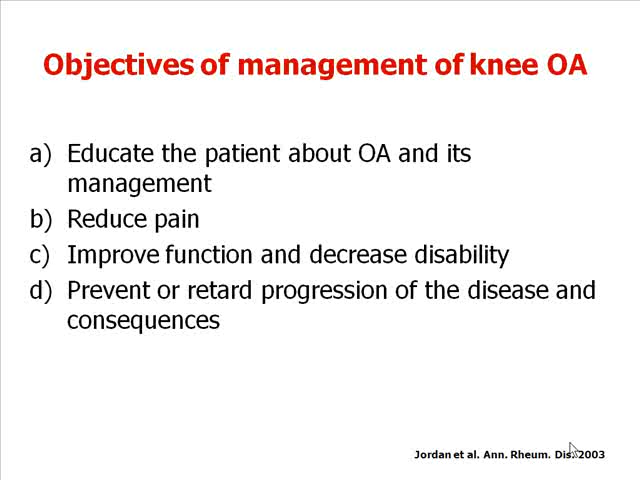 Objectives of management of knee OA
a) Educate the patient about OA and its
management
b) Reduce pain
c) Improve function and decrease disability
d) Prevent or retard progression of the disease and
consequences
Jordan et al. Ann. Rheum. Dis. 2003